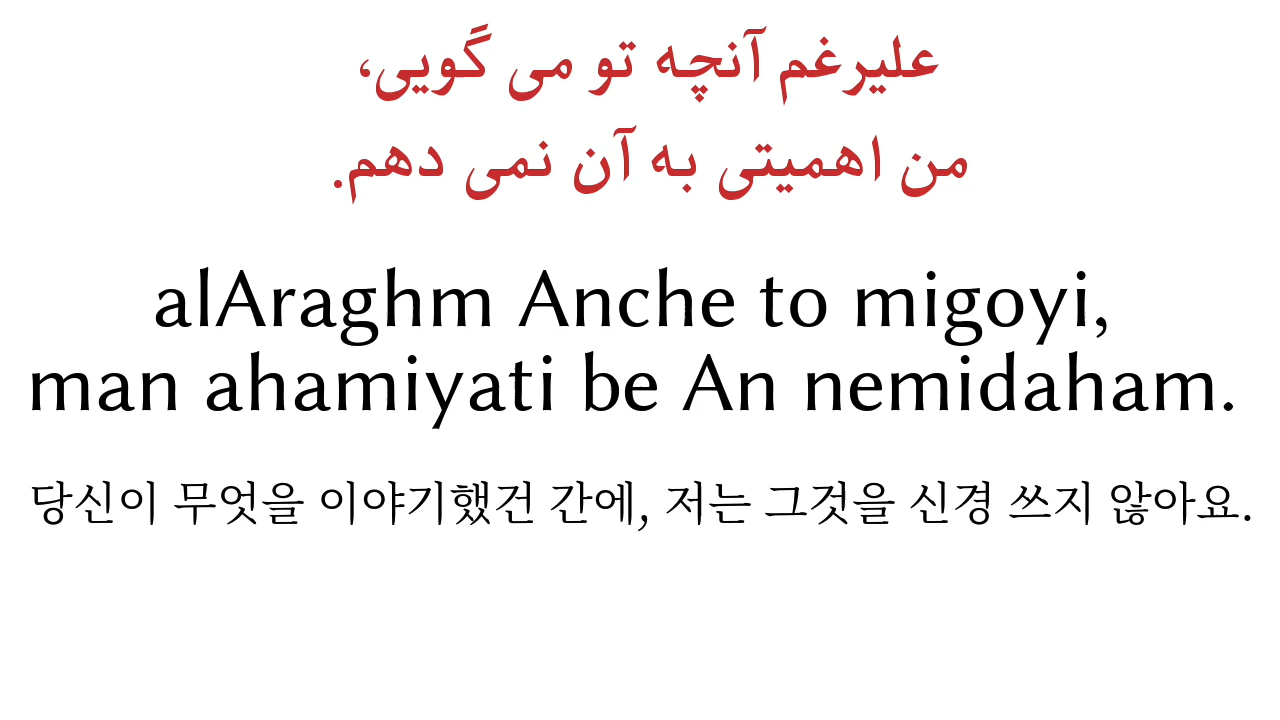 علیرغم آنچه تو می گویی،
من اهمیتی به آن نمی دهم.
alAraghm Anche to migoyi,
man ahamiyati be An nemidaham.
당신이 무엇을 이야기했건 간에, 저는 그것을 신경 쓰지 않아요.